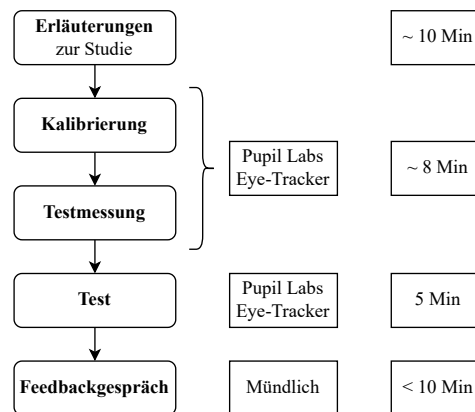 Erläuterungen
zur Studie
~ 10 Min
Kalibrierung
Pupil Labs
Eye-Tracker
~ 8 Min
Testmessung
Test
Pupil Labs
Eye-Tracker
5 Min
Feedbackgespräch
Mündlich
< 10 Min